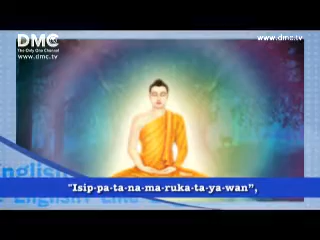 DMC
The Only One Channel
www.dmc.tv
www.dmc.tv
English
"Isip-pa-ta-na-ma-ruka-ta-ya-wan",